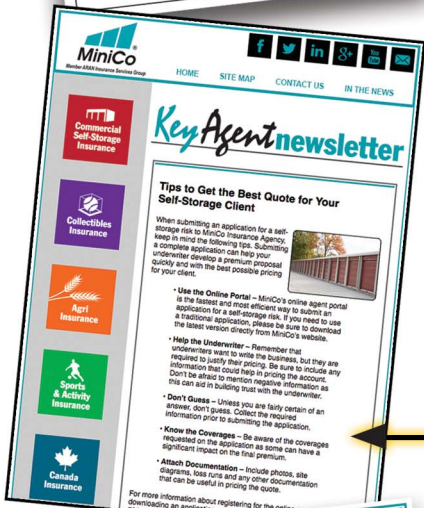 MiniCo®
Member ARAN Insurance Services Group
HOME SITE MAP CONTACT US IN THE NEWS
f in g+ You Tube
Commercial
Self-Storage
Insurance
Collectibles
Insurance
Agri
Insurance
Sports
& Activity
Insurance
Canada
Insurance
Key Agent newsletter
Tips to Get the Best Quote for Your
Self-Storage Client
When submitting an application for a self-
storage risk to MiniCo Insurance Agency,
keep in mind the following tips. Submitting
a complete application can help your
underwriter develop a premium proposal
quickly and with the best possible pricing
for your client.
• Use the Online Portal – MiniCo's online agent portal
is the fastest and most efficient way to submit an
application for a self-storage risk. If you need to use
a traditional application, please be sure to download
the latest version directly from MiniCo's website.
• Help the Underwriter – Remember that
underwriters want to write the business, but they are
required to justify their pricing. Be sure to include any
information that could help in pricing the account.
Don't be afraid to mention negative information as
this can aid in building trust with the underwriter.
• Don't Guess – Unless you are fairly certain of an
answer, don't guess. Collect the required
information prior to submitting the application.
• Know the Coverages – Be aware of the coverages
requested on the application as some can have a
significant impact on the final premium.
• Attach Documentation – Include photos, site
diagrams, loss runs and any other documentation
that can be useful in pricing the quote.
For more information about registering for the
downloading an